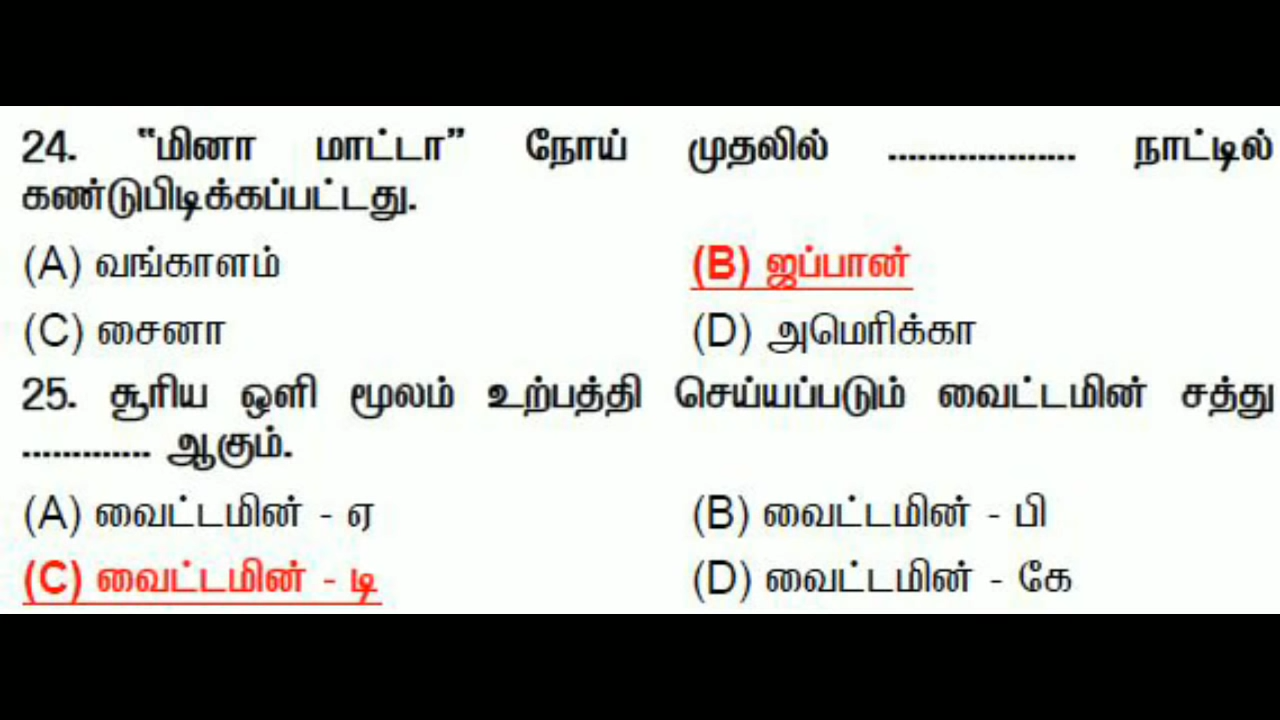 24. “மினா மாட்டா” நோய் முதலில் ................... நாட்டில்
கண்டுபிடிக்கப்பட்டது.
(A) வங்காளம் (B) ஜப்பான்
(C) சைனா (D) அமெரிக்கா
25. சூரிய ஒளி மூலம் உற்பத்தி செய்யப்படும் வைட்டமின் சத்து
............. ஆகும்.
(A) வைட்டமின் - ஏ (B) வைட்டமின் - பி
(C) வைட்டமின் - டி (D) வைட்டமின் - கே